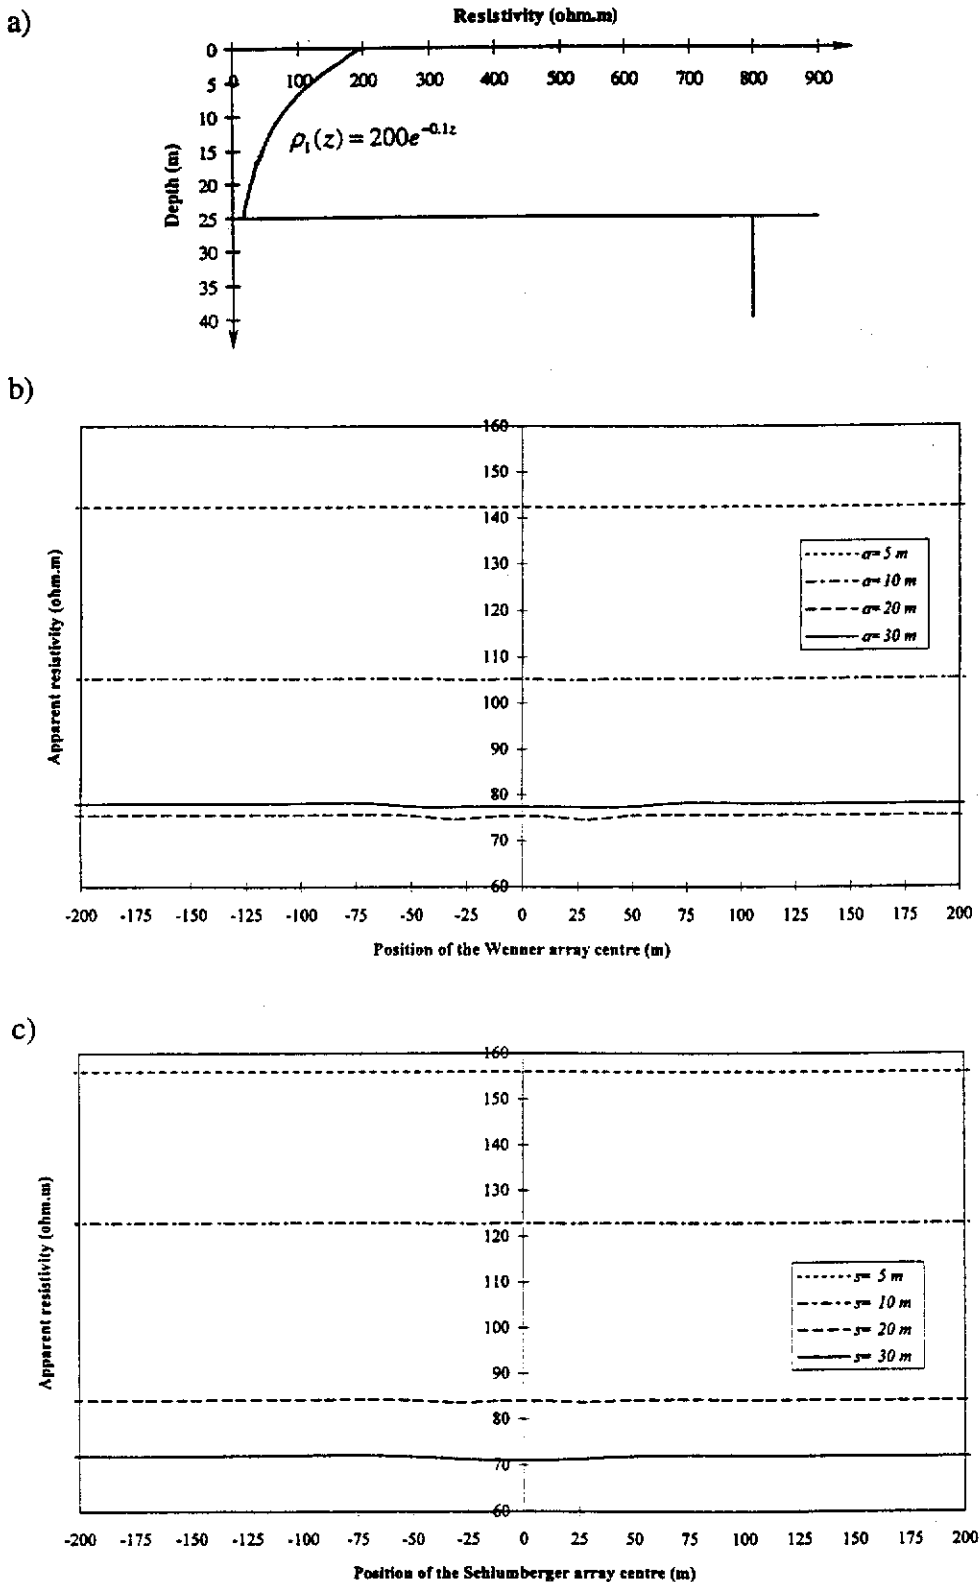 a)
Resistivity (ohm.m)
0 100 200 300 400 500 600 700 800 900
Depth (m)
0
5
10
15
20
25
30
35
40
ρ₁(z) = 200e^{-0.1z}
b)
Apparent resistivity (ohm.m)
160
150
140
130
120
110
100
90
80
70
60
a= 5 m
a= 10 m
a= 20 m
a= 30 m
-200 -175 -150 -125 -100 -75 -50 -25 0 25 50 75 100 125 150 175 200
Position of the Wenner array centre (m)
c)
Apparent resistivity (ohm.m)
160
150
140
130
120
110
100
90
80
70
60
s= 5 m
s= 10 m
s= 20 m
s= 30 m
-200 -175 -150 -125 -100 -75 -50 -25 0 25 50 75 100 125 150 175 200
Position of the Schlumberger array centre (m)